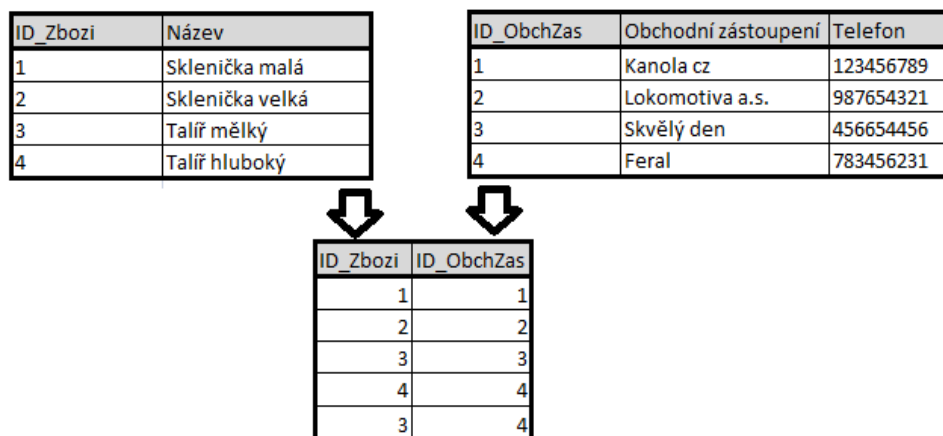 ID_Zbozi Název
1 Sklenička malá
2 Sklenička velká
3 Talíř mělký
4 Talíř hluboký
ID_ObchZas Obchodní zástoupení Telefon
1 Kanola cz 123456789
2 Lokomotiva a.s. 987654321
3 Skvělý den 456654456
4 Feral 783456231
ID_Zbozi ID_ObchZas
1 1
2 2
3 3
4 4
3 4